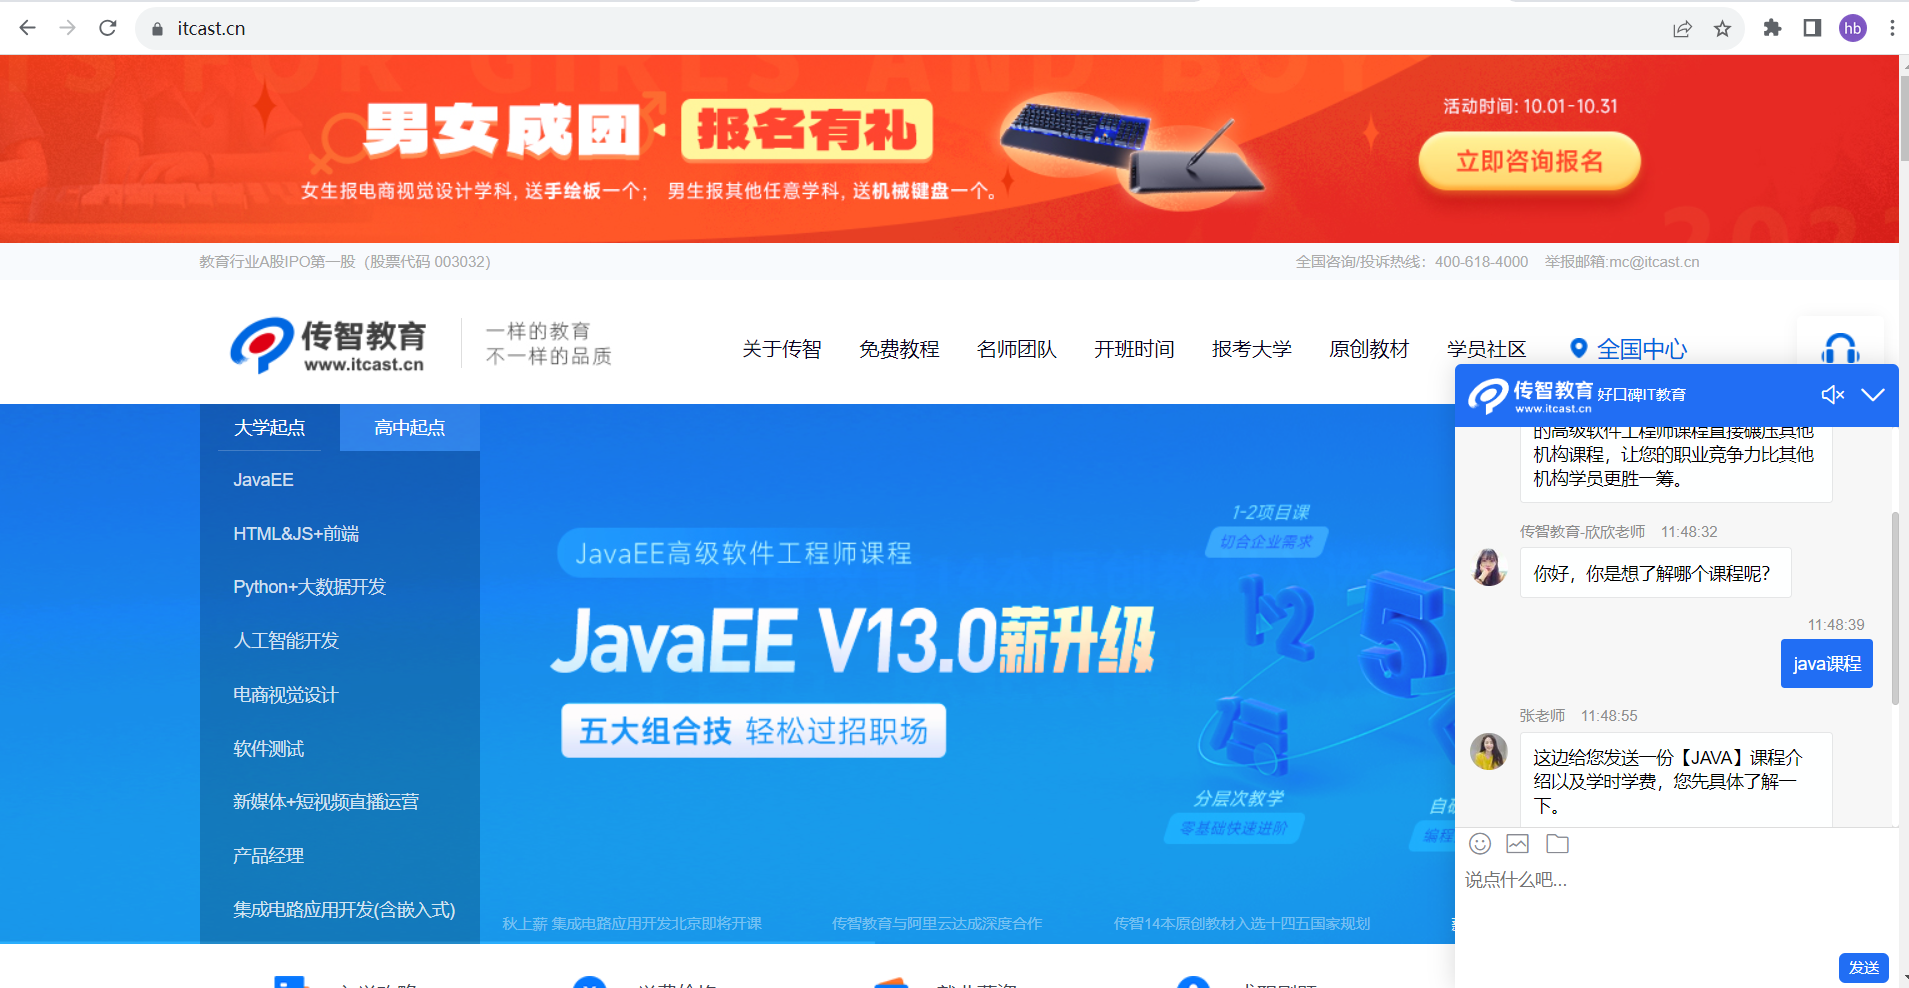 itcast.cn
hb
男女成团
报名有礼
活动时间: 10.01-10.31
立即咨询报名
女生报电商视觉设计学科, 送手绘板一个； 男生报其他任意学科, 送机械键盘一个。
教育行业A股IPO第一股（股票代码 003032）
全国咨询/投诉热线：400-618-4000 举报邮箱:mc@itcast.cn
传智教育
www.itcast.cn
一样的教育
不一样的品质
关于传智 免费教程 名师团队 开班时间 报考大学 原创教材 学员社区 全国中心
大学起点 高中起点
JavaEE
HTML&JS+前端
Python+大数据开发
人工智能开发
电商视觉设计
软件测试
新媒体+短视频直播运营
产品经理
集成电路应用开发(含嵌入式)
JavaEE高级软件工程师课程
JavaEE V13.0薪升级
五大组合技 轻松过招职场
1-2项目课
切合企业需求
分层次教学
零基础快速进阶
编程
秋上薪 集成电路应用开发北京即将开课
传智教育与阿里云达成深度合作
传智14本原创教材入选十四五国家规划
传智教育 好口碑IT教育
www.itcast.cn
的高级软件工程师课程直接碾压其他
机构课程，让您的职业竞争力比其他
机构学员更胜一筹。
传智教育-欣欣老师 11:48:32
你好，你是想了解哪个课程呢？
11:48:39
java课程
张老师 11:48:55
这边给您发送一份【JAVA】课程介
绍以及学时学费，您先具体了解一
下。
说点什么吧...
发送